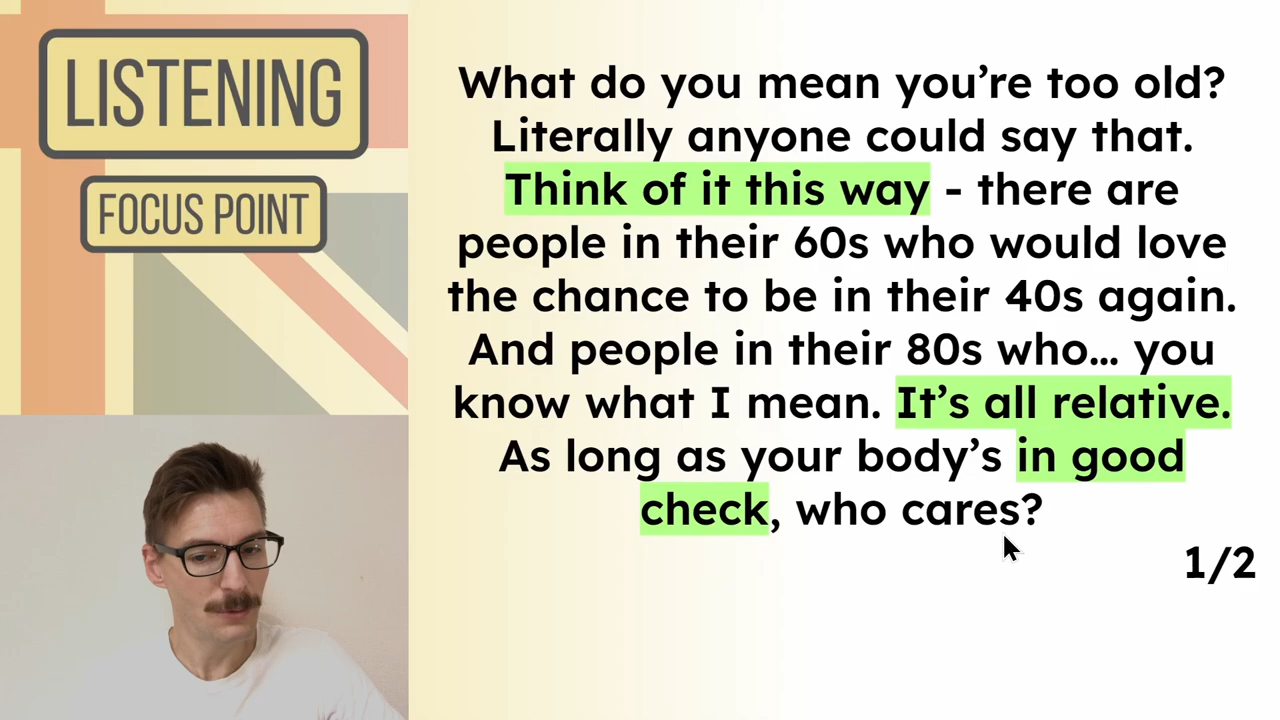 LISTENING
FOCUS POINT
What do you mean you're too old?
Literally anyone could say that.
Think of it this way - there are
people in their 60s who would love
the chance to be in their 40s again.
And people in their 80s who... you
know what I mean. It's all relative.
As long as your body's in good
check, who cares?
1/2